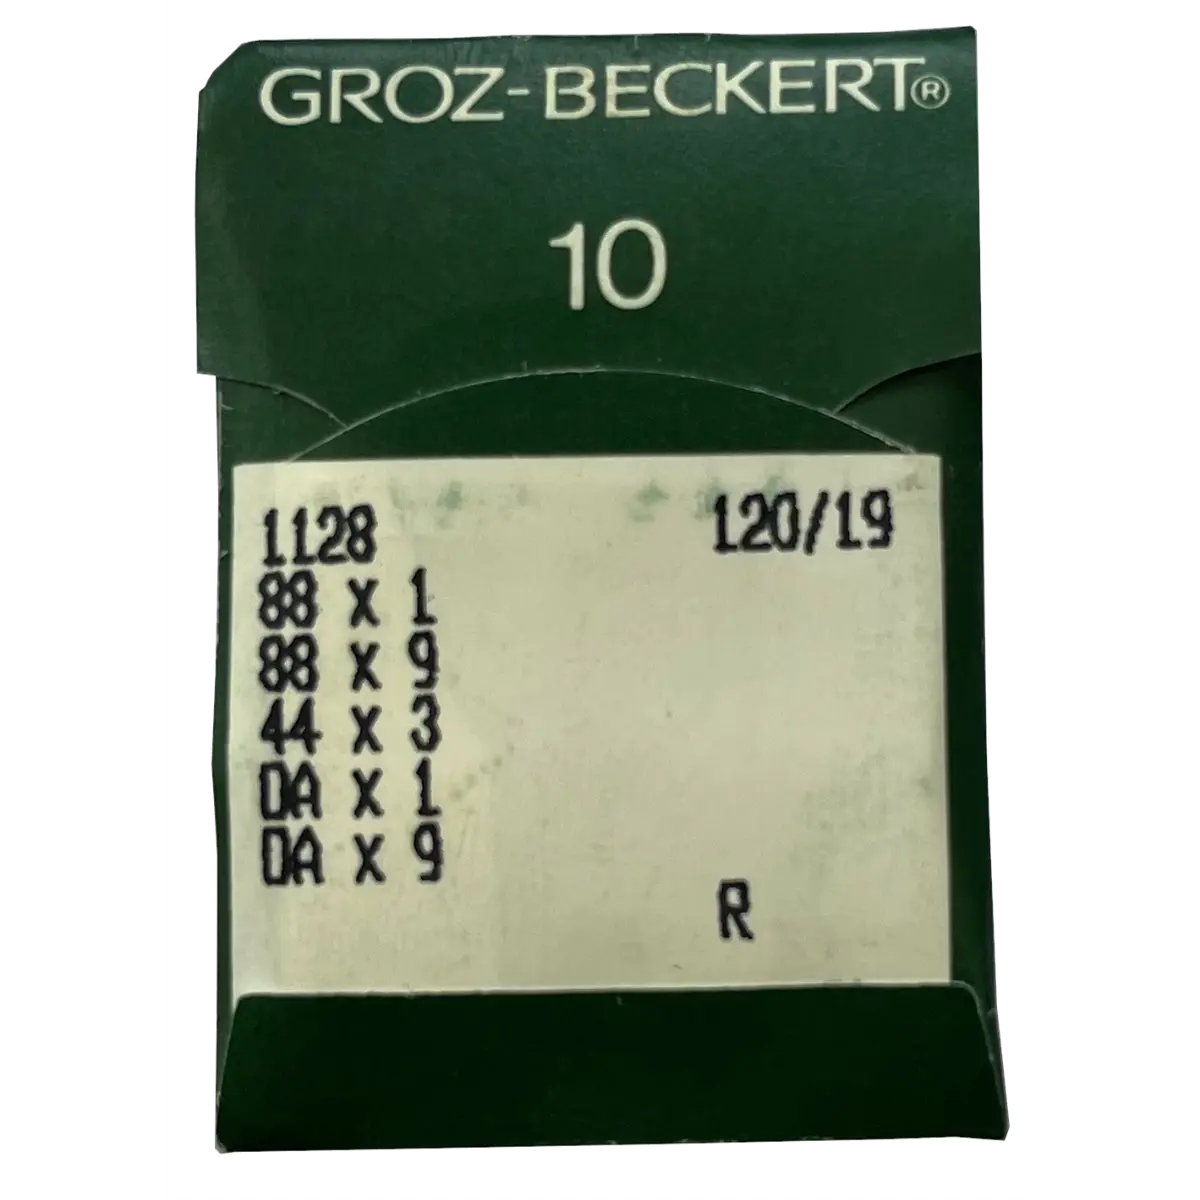 GROZ-BECKERT®
10
1128 120/19
88 X 1
88 X 9
44 X 3
DA X 1
DA X 9
R